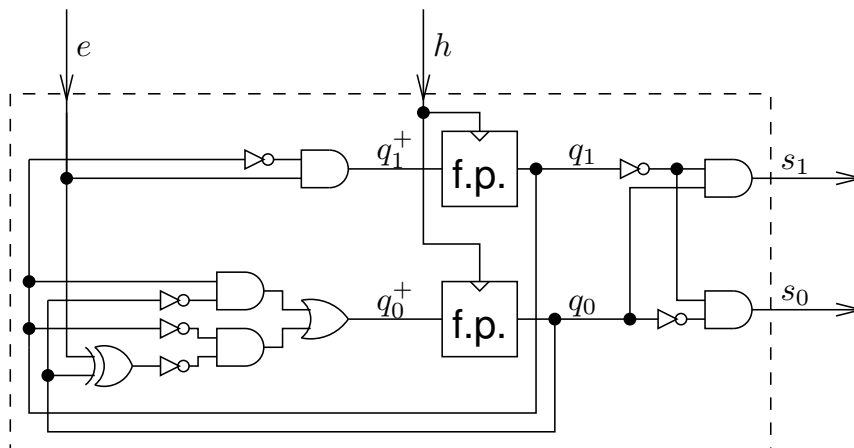 e h
q₁⁺ f.p. q₁ s₁
q₀⁺ f.p. q₀ s₀